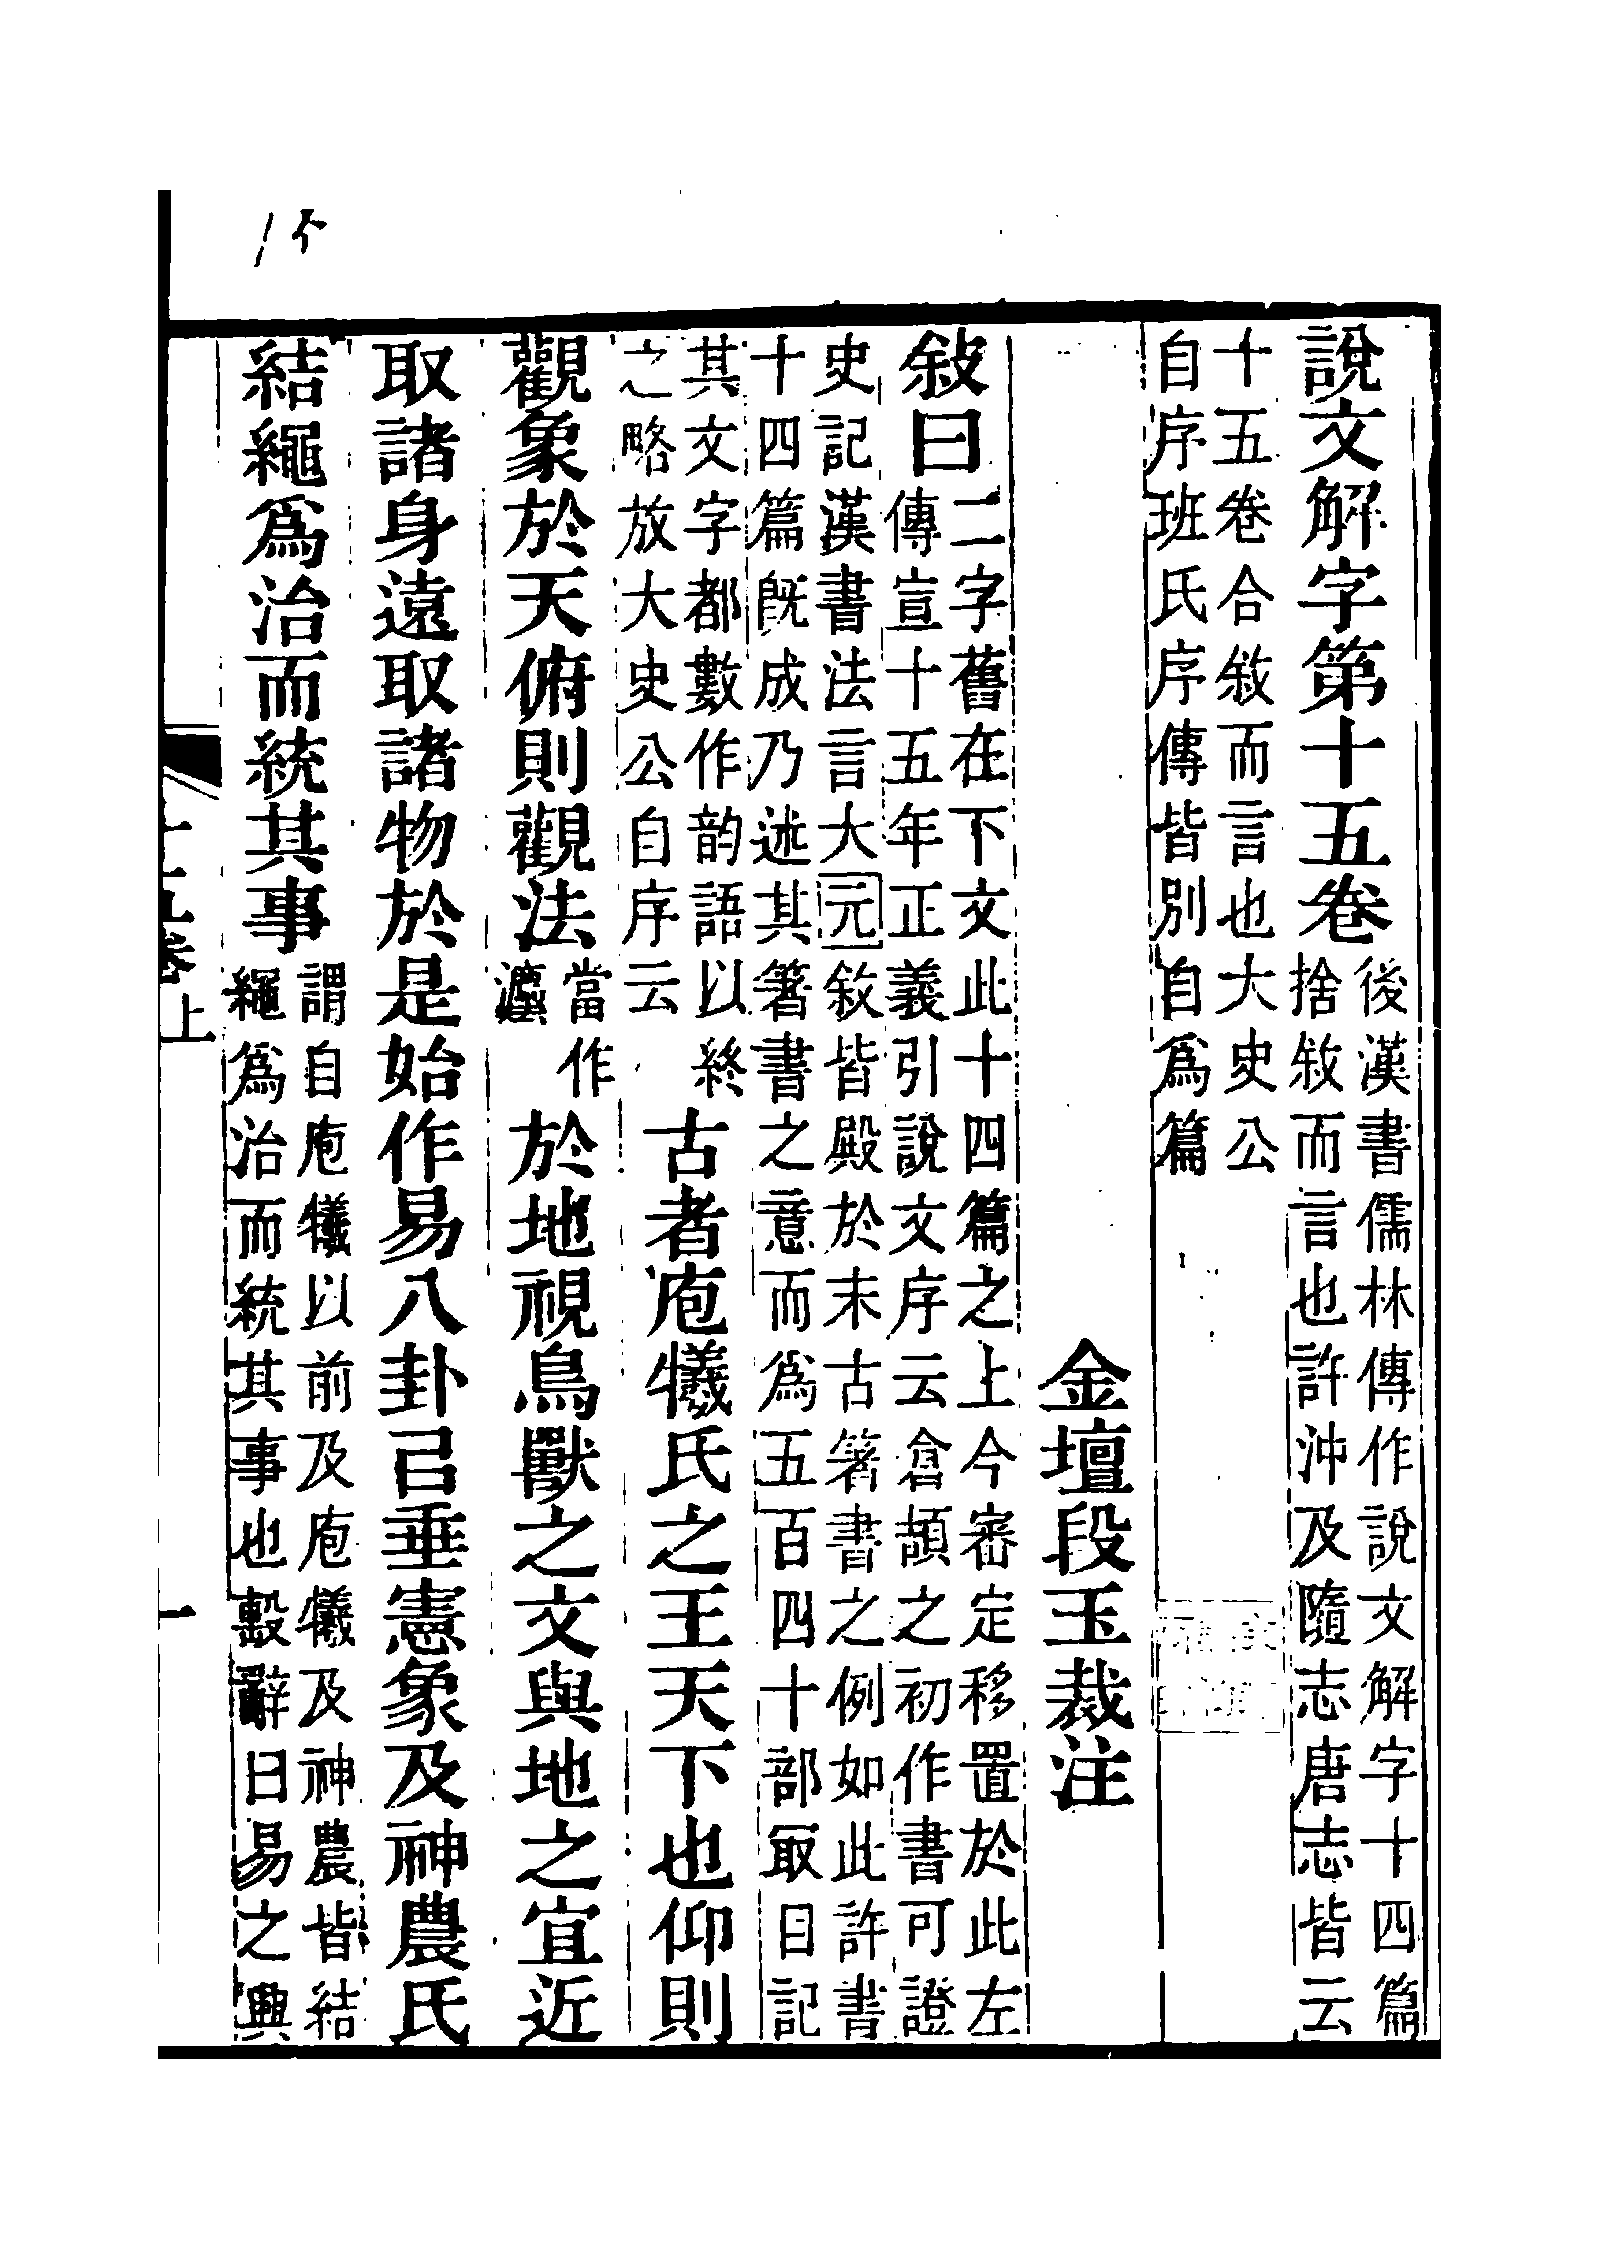 說文解字第十五卷
後漢書儒林傳作說文解字十四篇
捨敘而言也許沖及隨志唐志皆云
十五卷合敘而言也大史公
自序班氏序傳皆別自爲篇
金壇段玉裁注
敘曰
二字舊在下文此十四篇之上今審定移置於此左
傳宣十五年正義引說文序云倉頡之初作書可證
史記漢書法言大元敘皆殿於末古箸書之例如此許書
十四篇旣成乃述其箸書之意而爲五百四十部冣目記
其文字都數作韵語以終
之略放大史公自序云
古者庖犧氏之王天下也仰則
觀象於天俯則觀法
當作
灋
於地視鳥獸之文與地之宜近
取諸身遠取諸物於是始作易八卦㠯垂憲象及神農氏
結繩爲治而統其事
謂自庖犧以前及庖犧及神農皆結
繩爲治而統其事也毄辭曰易之興
十五卷上
一